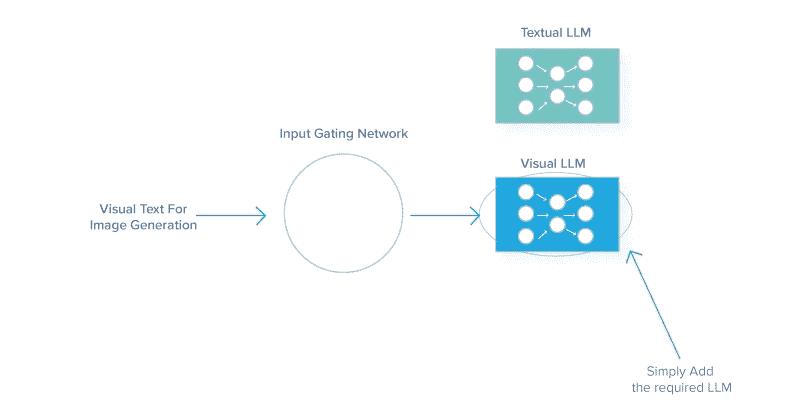 Textual LLM
Input Gating Network
Visual LLM
Visual Text For
Image Generation
Simply Add
the required LLM